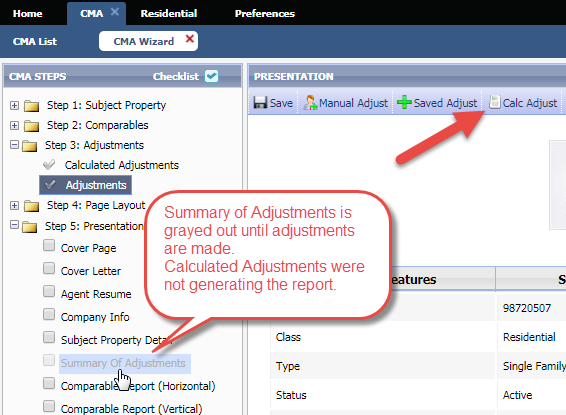 Home CMA Residential Preferences
CMA List CMA Wizard
CMA STEPS Checklist
Step 1: Subject Property
Step 2: Comparables
Step 3: Adjustments
Calculated Adjustments
Adjustments
Step 4: Page Layout
Step 5: Presentation
Cover Page
Cover Letter
Agent Resume
Company Info
Subject Property Detail
Summary Of Adjustments
Comparable Report (Horizontal)
Comparable Report (Vertical)
PRESENTATION
Save Manual Adjust Saved Adjust Calc Adjust
Summary of Adjustments is
grayed out until adjustments
are made.
Calculated Adjustments were
not generating the report.
eatures S
98720507
Class Residential
Type Single Family
Status Active